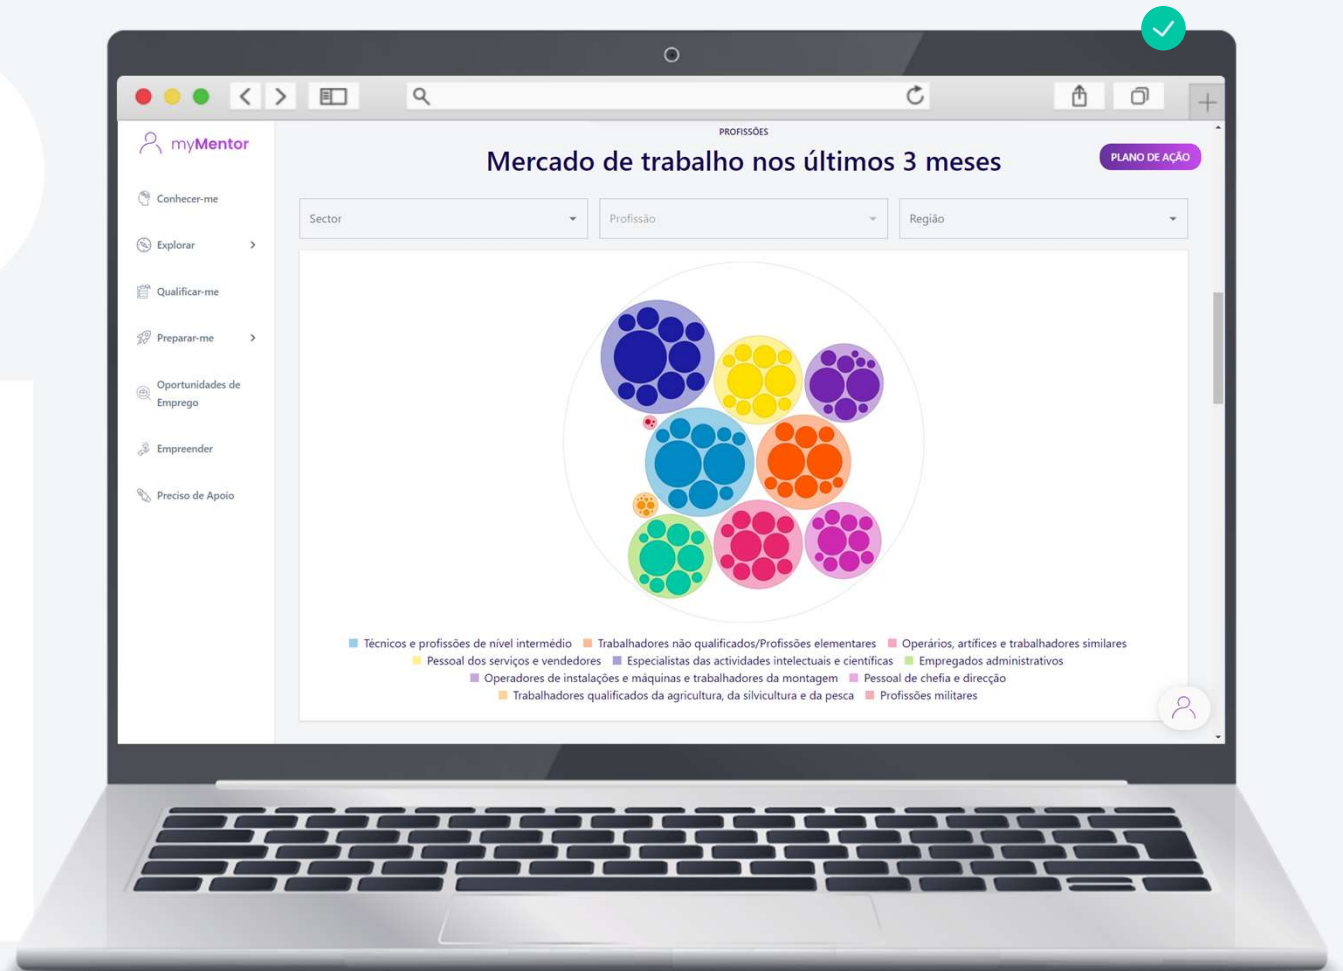 myMentor
PROFISSÕES
Mercado de trabalho nos últimos 3 meses
PLANO DE AÇÃO
Conhecer-me
Explorar
Qualificar-me
Preparar-me
Oportunidades de
Emprego
Empreender
Preciso de Apoio
Sector
Profissão
Região
Técnicos e profissões de nível intermédio Trabalhadores não qualificados/Profissões elementares Operários, artífices e trabalhadores similares
Pessoal dos serviços e vendedores Especialistas das actividades intelectuais e científicas Empregados administrativos
Operadores de instalações e máquinas e trabalhadores da montagem Pessoal de chefia e direcção
Trabalhadores qualificados da agricultura, da silvicultura e da pesca Profissões militares